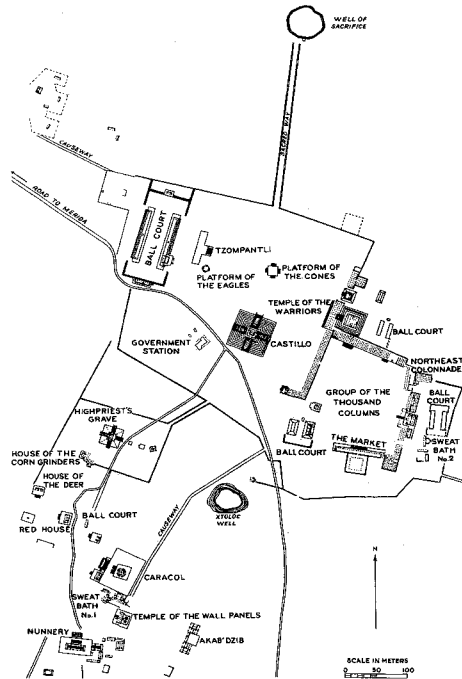 WELL OF
SACRIFICE
SACRED WAY
CAUSEWAY
ROAD TO MERIDA
BALL COURT
TZOMPANTLI
PLATFORM OF
THE EAGLES
PLATFORM OF
THE CONES
TEMPLE OF THE
WARRIORS
BALL COURT
CASTILLO
GOVERNMENT
STATION
NORTHEAST
COLONNADE
GROUP OF THE
THOUSAND
COLUMNS
BALL
COURT
HIGHPRIEST'S
GRAVE
THE MARKET
SWEAT
BATH
No.2
BALL COURT
HOUSE OF THE
CORN GRINDERS
HOUSE OF
THE DEER
BALL COURT
RED HOUSE
CAUSEWAY
XTOLOC
WELL
CARACOL
SWEAT
BATH
No.1
TEMPLE OF THE WALL PANELS
NUNNERY
AKAB'DZIB
N
SCALE IN METERS
0 50 100